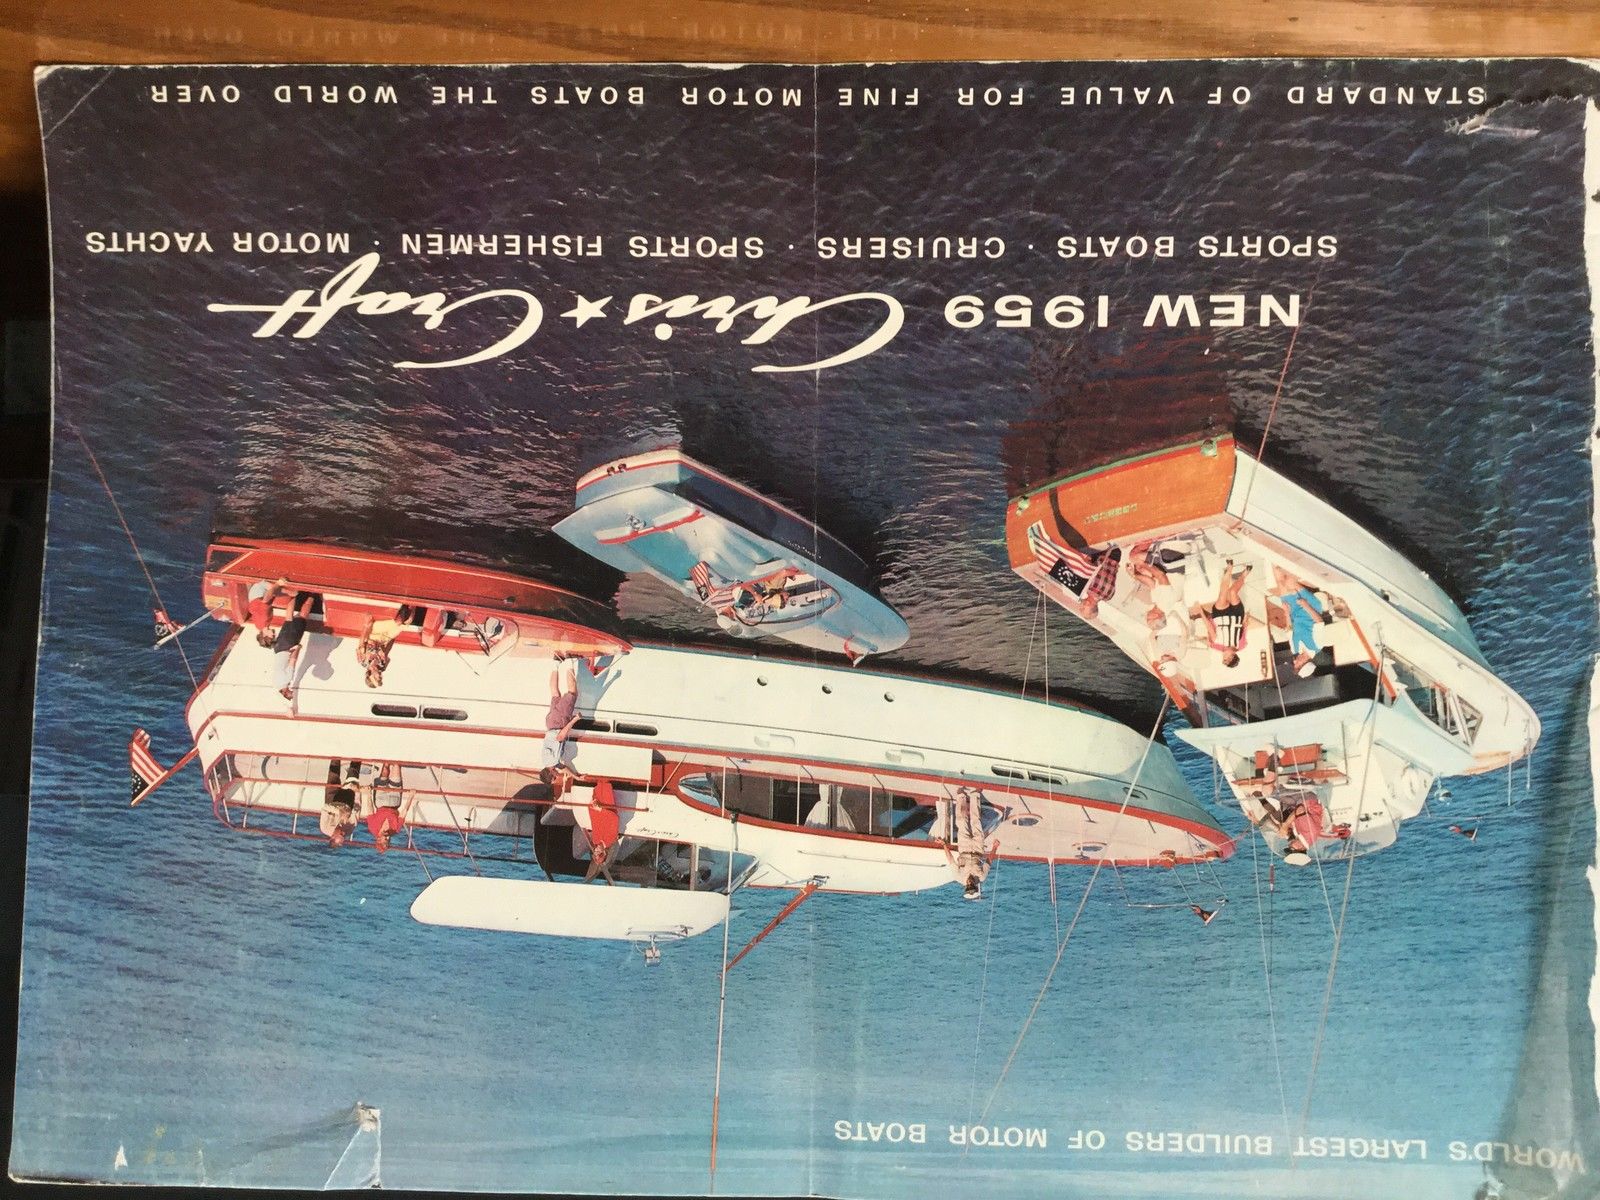 WORLD'S LARGEST BUILDERS OF MOTOR BOATS
NEW 1959 Chris★Craft
SPORTS BOATS · CRUISERS · SPORTS FISHERMEN · MOTOR YACHTS
STANDARD OF VALUE FOR FINE MOTOR BOATS THE WORLD OVER